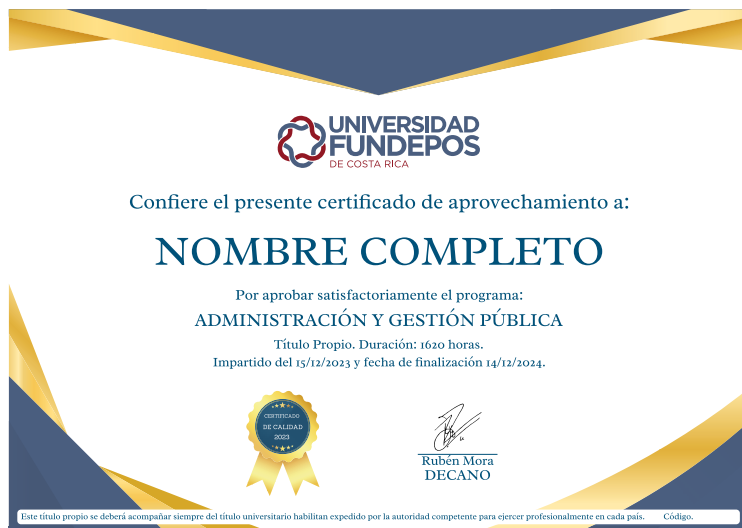 UNIVERSIDAD
FUNDEPOS
DE COSTA RICA
Confiere el presente certificado de aprovechamiento a:
NOMBRE COMPLETO
Por aprobar satisfactoriamente el programa:
ADMINISTRACIÓN Y GESTIÓN PÚBLICA
Título Propio. Duración: 1620 horas.
Impartido del 15/12/2023 y fecha de finalización 14/12/2024.
CERTIFICADO
DE CALIDAD
2023
Rubén Mora
DECANO
Este título propio se deberá acompañar siempre del título universitario habilitan expedido por la autoridad competente para ejercer profesionalmente en cada país. Código.